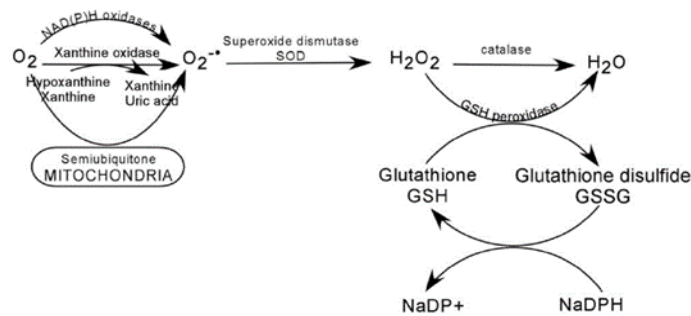 NAD(P)H oxidases
O₂
Xanthine oxidase
O₂⁻•
Hypoxanthine
Xanthine
Xanthine
Uric acid
Semiubiquitone
MITOCHONDRIA
Superoxide dismutase
SOD
H₂O₂
catalase
H₂O
GSH peroxidase
Glutathione
GSH
Glutathione disulfide
GSSG
NaDP+
NaDPH